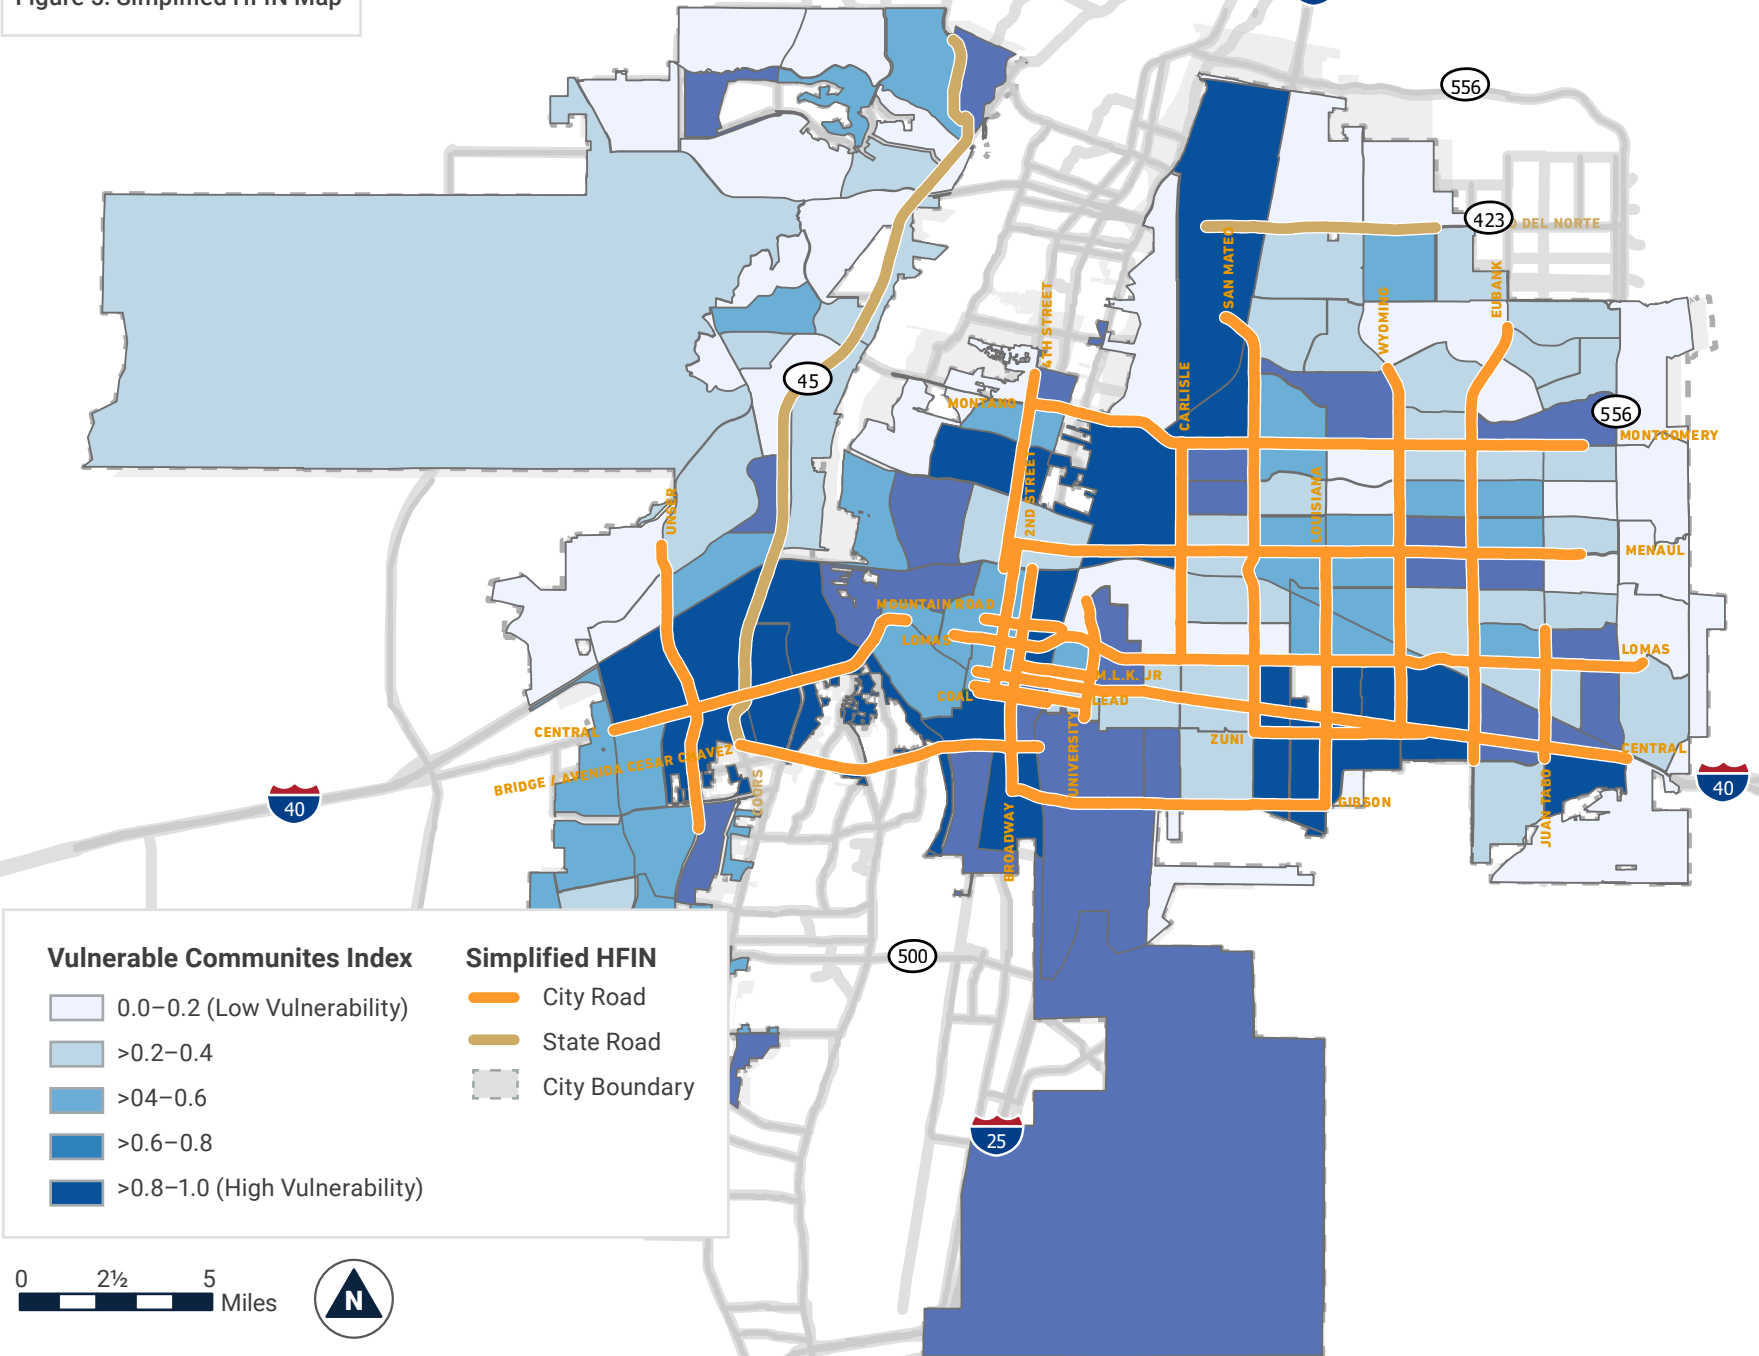 Figure 3: Simplified HFIN Map
556
423
DEL NORTE
SAN MATEO
EUBANK
WYOMING
4TH STREET
45
CARLISLE
MONTANO
556
MONTGOMERY
2ND STREET
LOUISIANA
UNSER
MENAUL
MOUNTAIN ROAD
LOMAS
LOMAS
M.L.K. JR
COAL
LEAD
UNIVERSITY
CENTRAL
ZUNI
CENTRAL
BRIDGE / AVENIDA CESAR CHAVEZ
COORS
40
40
GIBSON
JUAN TABO
BROADWAY
500
25
Vulnerable Communites Index
0.0–0.2 (Low Vulnerability)
>0.2–0.4
>04–0.6
>0.6–0.8
>0.8–1.0 (High Vulnerability)
Simplified HFIN
City Road
State Road
City Boundary
0 2½ 5
Miles
N